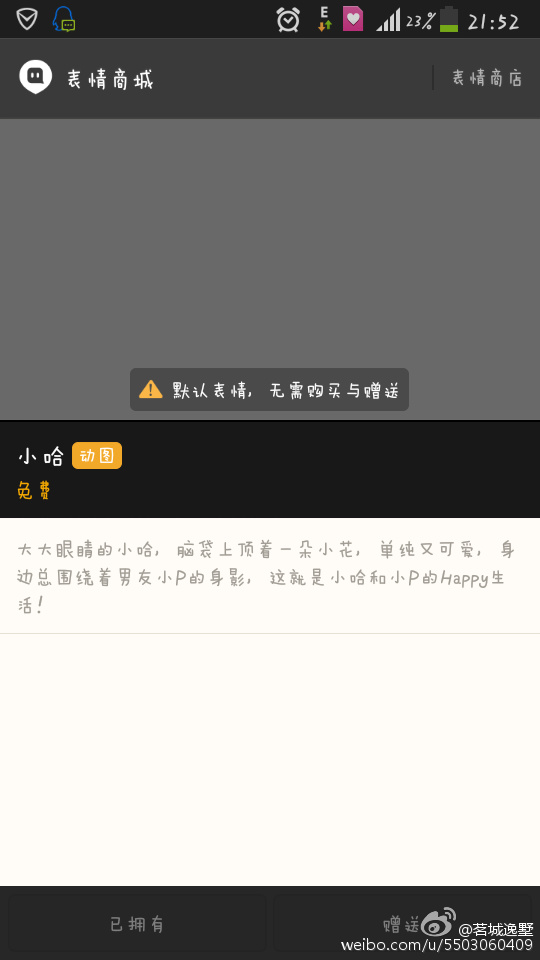 E
23%
21:52
表情商城
表情商店
默认表情,无需购买与赠送
小哈 动图
免费
大大眼睛的小哈,脑袋上顶着一朵小花,单纯又可爱,身
边总围绕着男友小P的身影,这就是小哈和小P的Happy生
活!
已拥有
赠送
@茗城逸墅
weibo.com/u/5503060409